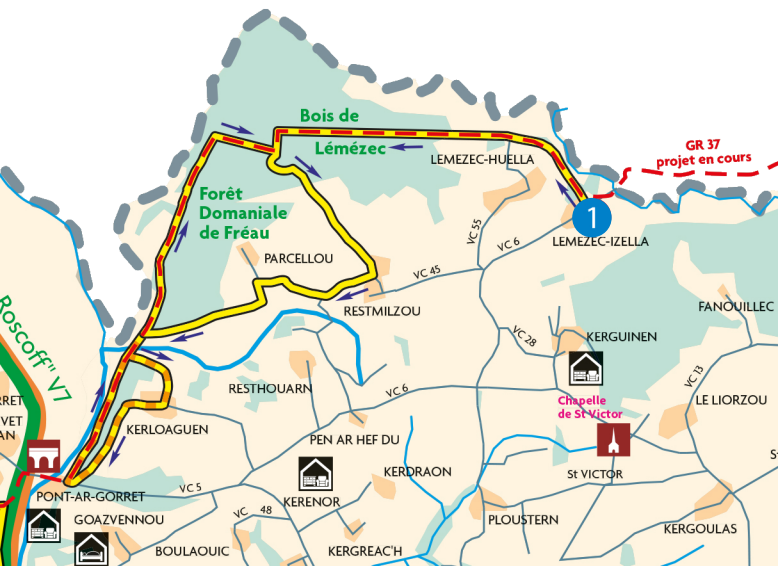 Bois de
Lémézec
GR 37
projet en cours
LEMEZEC-HUELLA
Forêt
Domaniale
de Fréau
1
LEMEZEC-IZELLA
VC 55
VC 6
PARCELLOU
VC 45
RESTMILZOU
FANOUILLEC
Roscoff" V7
VC 28
KERGUINEN
VC 13
RESTHOUARN
VC 6
Chapelle
de St Victor
LE LIORZOU
RRET
VET
AN
KERLOAGUEN
PEN AR HEF DU
KERDRAON
St VICTOR
S
PONT-AR-GORRET
VC 5
KERENOR
GOAZVENNOU
VC 48
PLOUSTERN
KERGOULAS
BOULAOUIC
KERGREAC'H